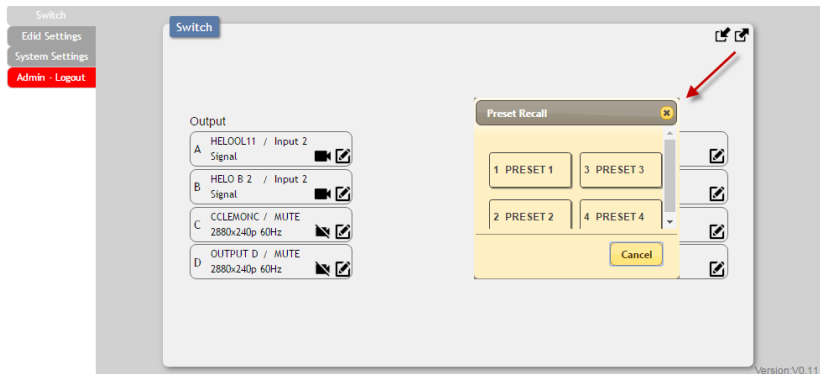 Switch
Edid Settings
System Settings
Admin - Logout
Switch
Output
A HELOOL11 / Input 2
Signal
B HELO B 2 / Input 2
Signal
C CCLEMONC / MUTE
2880x240p 60Hz
D OUTPUT D / MUTE
2880x240p 60Hz
Preset Recall
1 PRESET 1
3 PRESET 3
2 PRESET 2
4 PRESET 4
Cancel
Version:V0.11